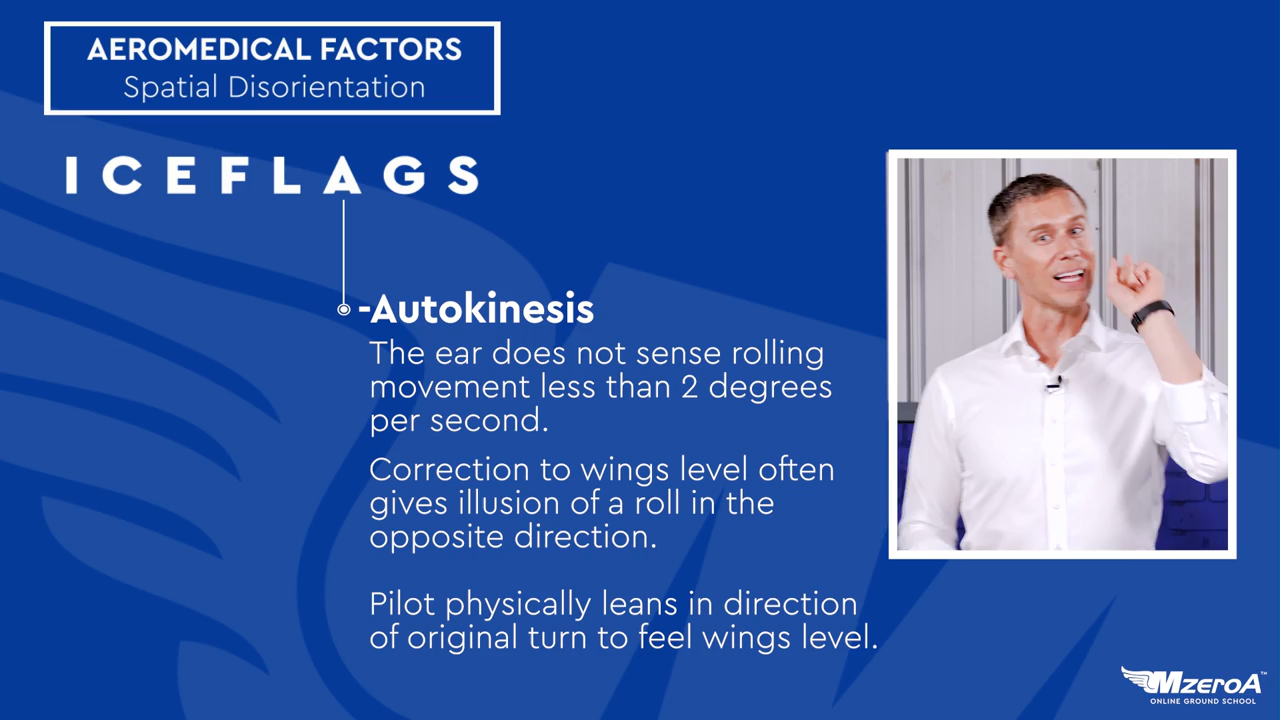 AEROMEDICAL FACTORS
Spatial Disorientation
ICEFLAGS
-Autokinesis
The ear does not sense rolling
movement less than 2 degrees
per second.
Correction to wings level often
gives illusion of a roll in the
opposite direction.
Pilot physically leans in direction
of original turn to feel wings level.
MzeroA™
ONLINE GROUND SCHOOL